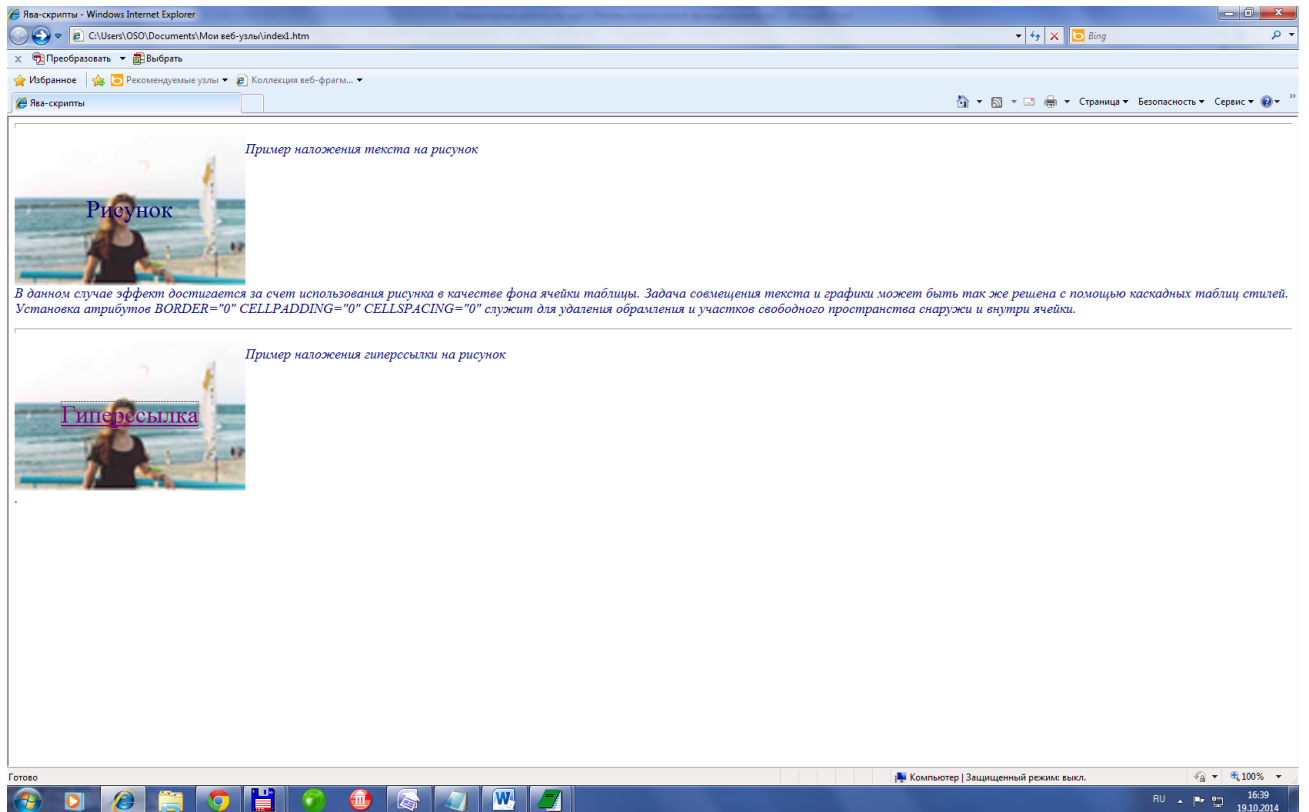 Ява-скрипты - Windows Internet Explorer
C:\Users\OSO\Documents\Мои веб-узлы\index1.htm
Bing
x Преобразовать Выбрать
Избранное Рекомендуемые узлы Коллекция веб-фрагм...
Ява-скрипты
Страница Безопасность Сервис
Пример наложения текста на рисунок
Рисунок
В данном случае эффект достигается за счет использования рисунка в качестве фона ячейки таблицы. Задача совмещения текста и графики может быть так же решена с помощью каскадных таблиц стилей.
Установка атрибутов BORDER="0" CELLPADDING="0" CELLSPACING="0" служит для удаления обрамления и участков свободного пространства снаружи и внутри ячейки.
Пример наложения гиперссылки на рисунок
Гиперссылка
.
Готово
Компьютер | Защищенный режим: выкл.
100%
RU
16:39
19.10.2014